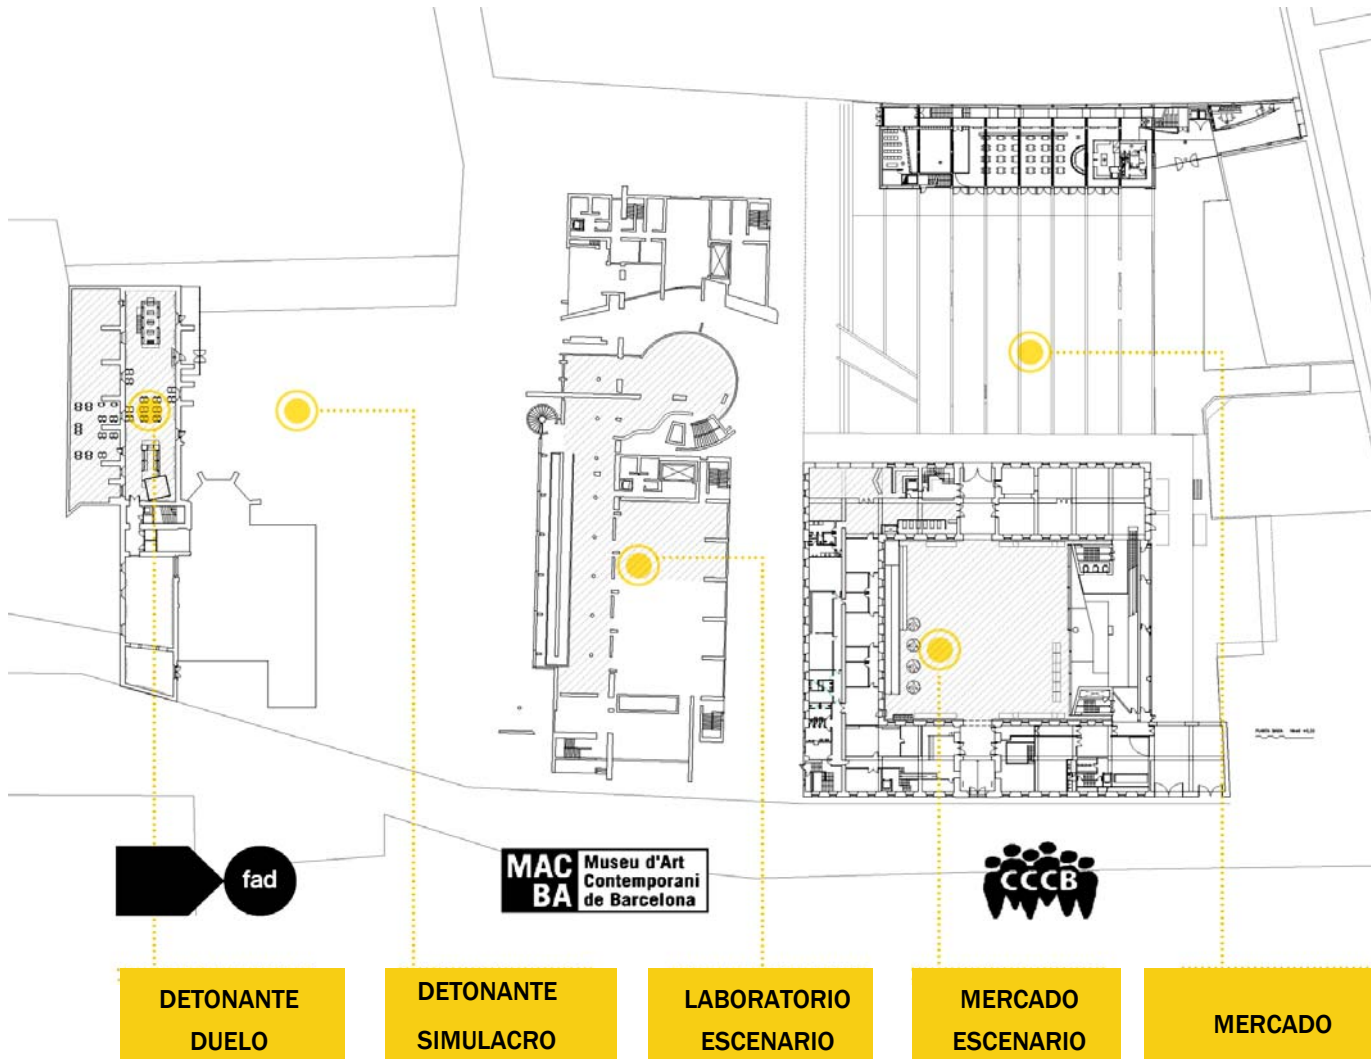 fad
MAC
BA
Museu d'Art
Contemporani
de Barcelona
CCCB
DETONANTE
DUELO
DETONANTE
SIMULACRO
LABORATORIO
ESCENARIO
MERCADO
ESCENARIO
MERCADO